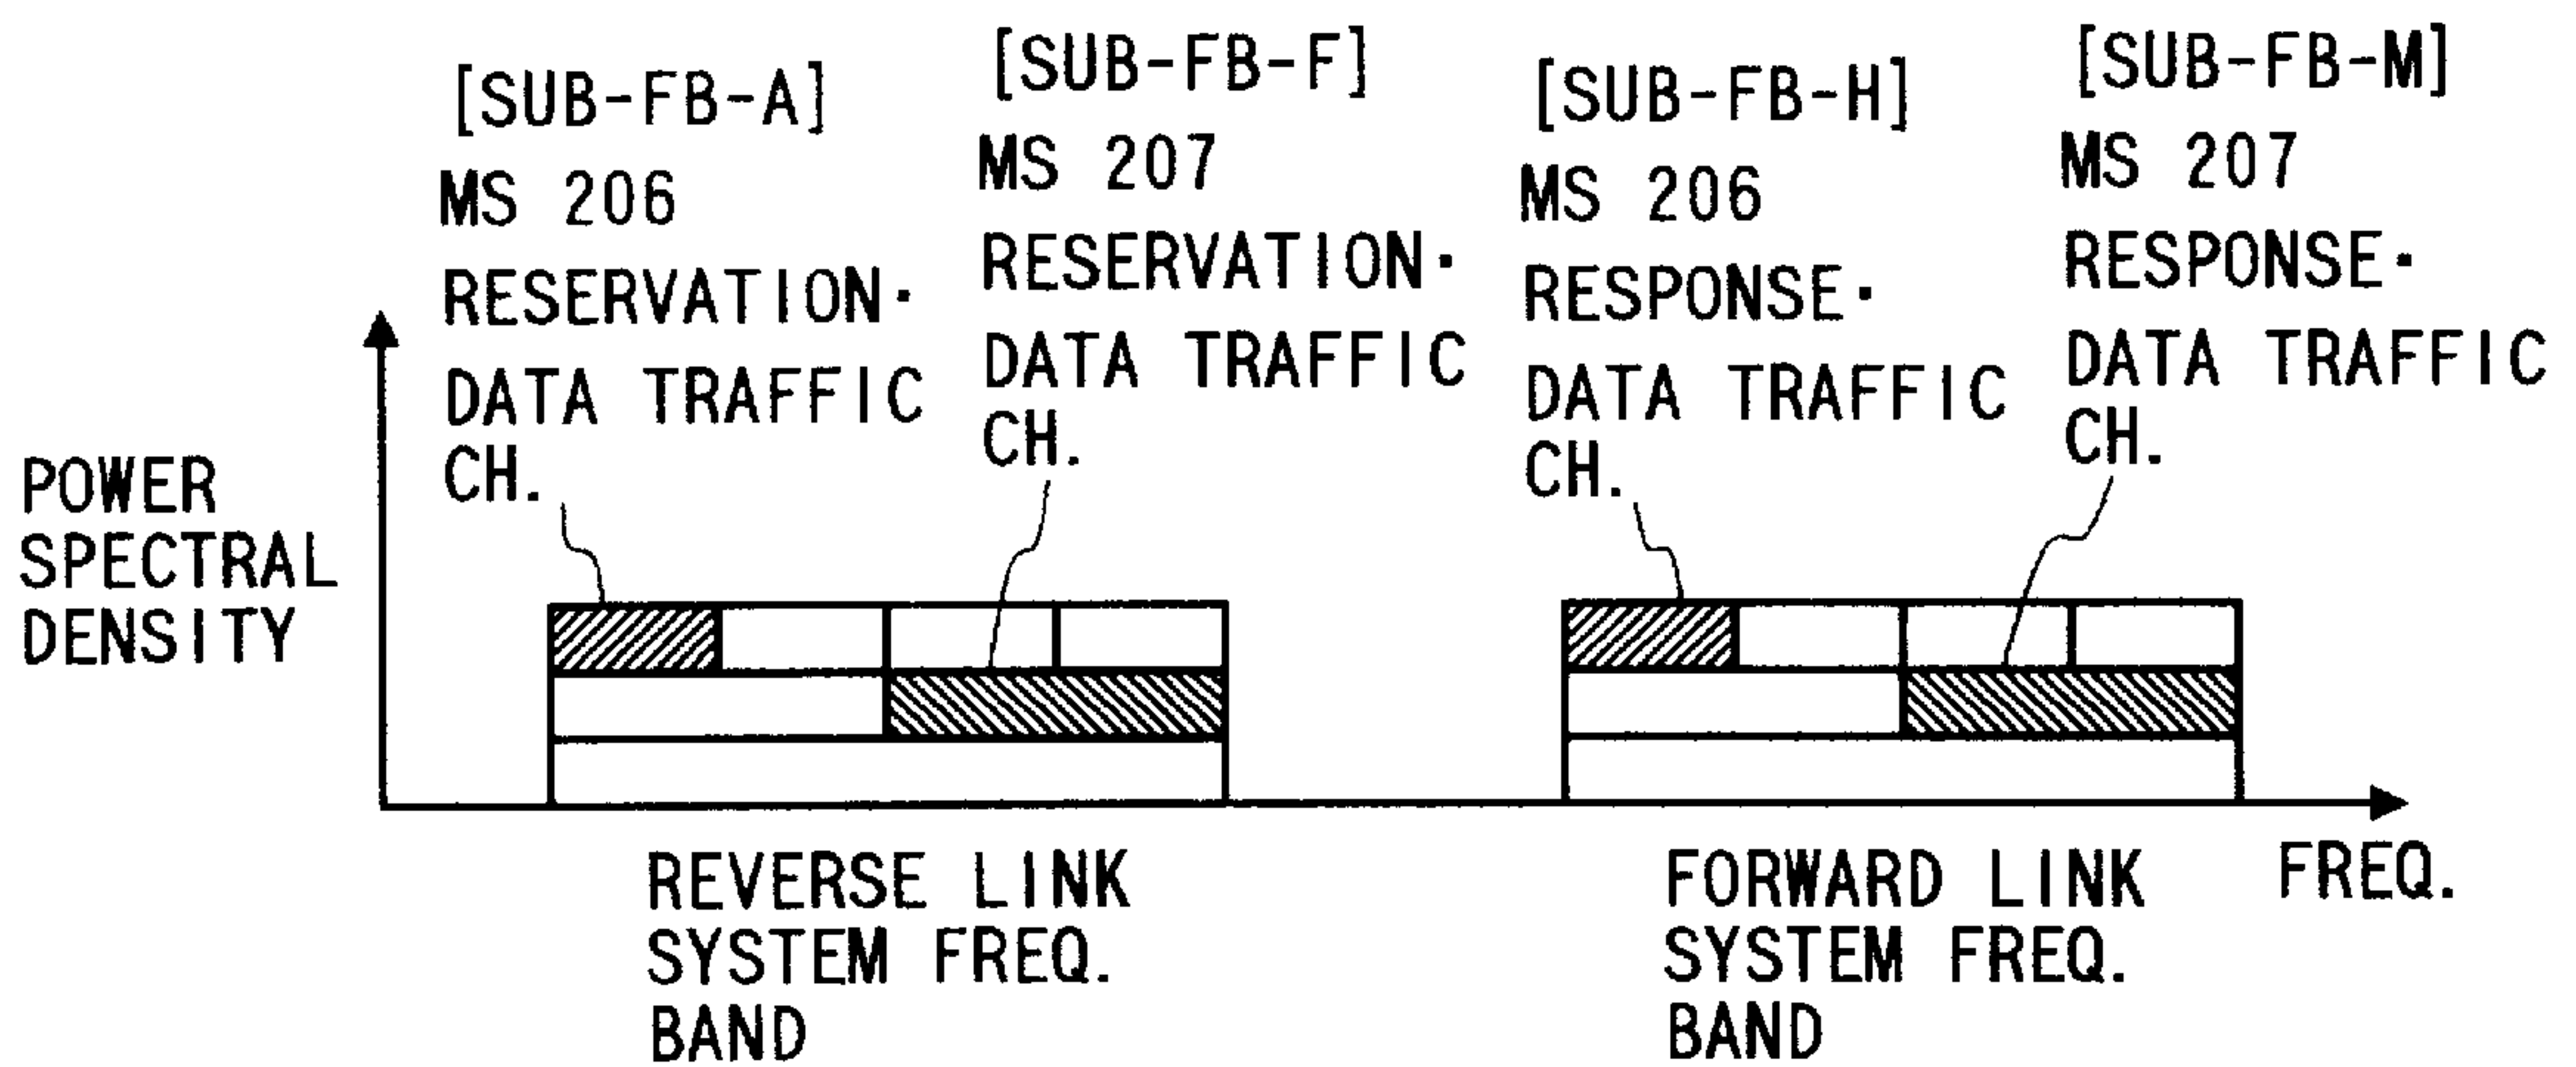 [SUB-FB-A]
MS 206
RESERVATION·
DATA TRAFFIC
CH.
[SUB-FB-F]
MS 207
RESERVATION·
DATA TRAFFIC
CH.
[SUB-FB-H]
MS 206
RESPONSE·
DATA TRAFFIC
CH.
[SUB-FB-M]
MS 207
RESPONSE·
DATA TRAFFIC
CH.
POWER
SPECTRAL
DENSITY
REVERSE LINK
SYSTEM FREQ.
BAND
FORWARD LINK
SYSTEM FREQ.
BAND
FREQ.